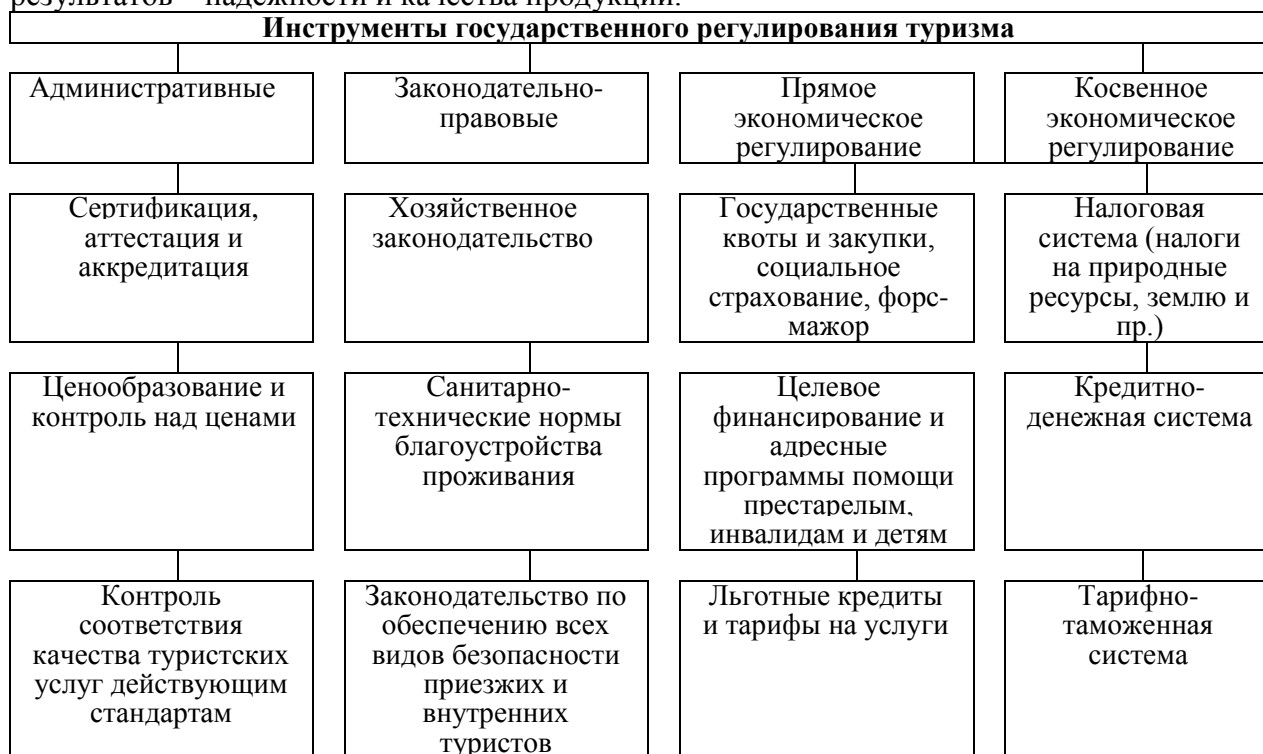 результатов – надежности и качества продукции.
Инструменты государственного регулирования туризма
Административные
Законодательно-
правовые
Прямое
экономическое
регулирование
Косвенное
экономическое
регулирование
Сертификация,
аттестация и
аккредитация
Хозяйственное
законодательство
Государственные
квоты и закупки,
социальное
страхование, форс-
мажор
Налоговая
система (налоги
на природные
ресурсы, землю и
пр.)
Ценообразование и
контроль над ценами
Санитарно-
технические нормы
благоустройства
проживания
Целевое
финансирование и
адресные
программы помощи
престарелым,
инвалидам и детям
Кредитно-
денежная система
Контроль
соответствия
качества туристских
услуг действующим
стандартам
Законодательство по
обеспечению всех
видов безопасности
приезжих и
внутренних
туристов
Льготные кредиты
и тарифы на услуги
Тарифно-
таможенная
система